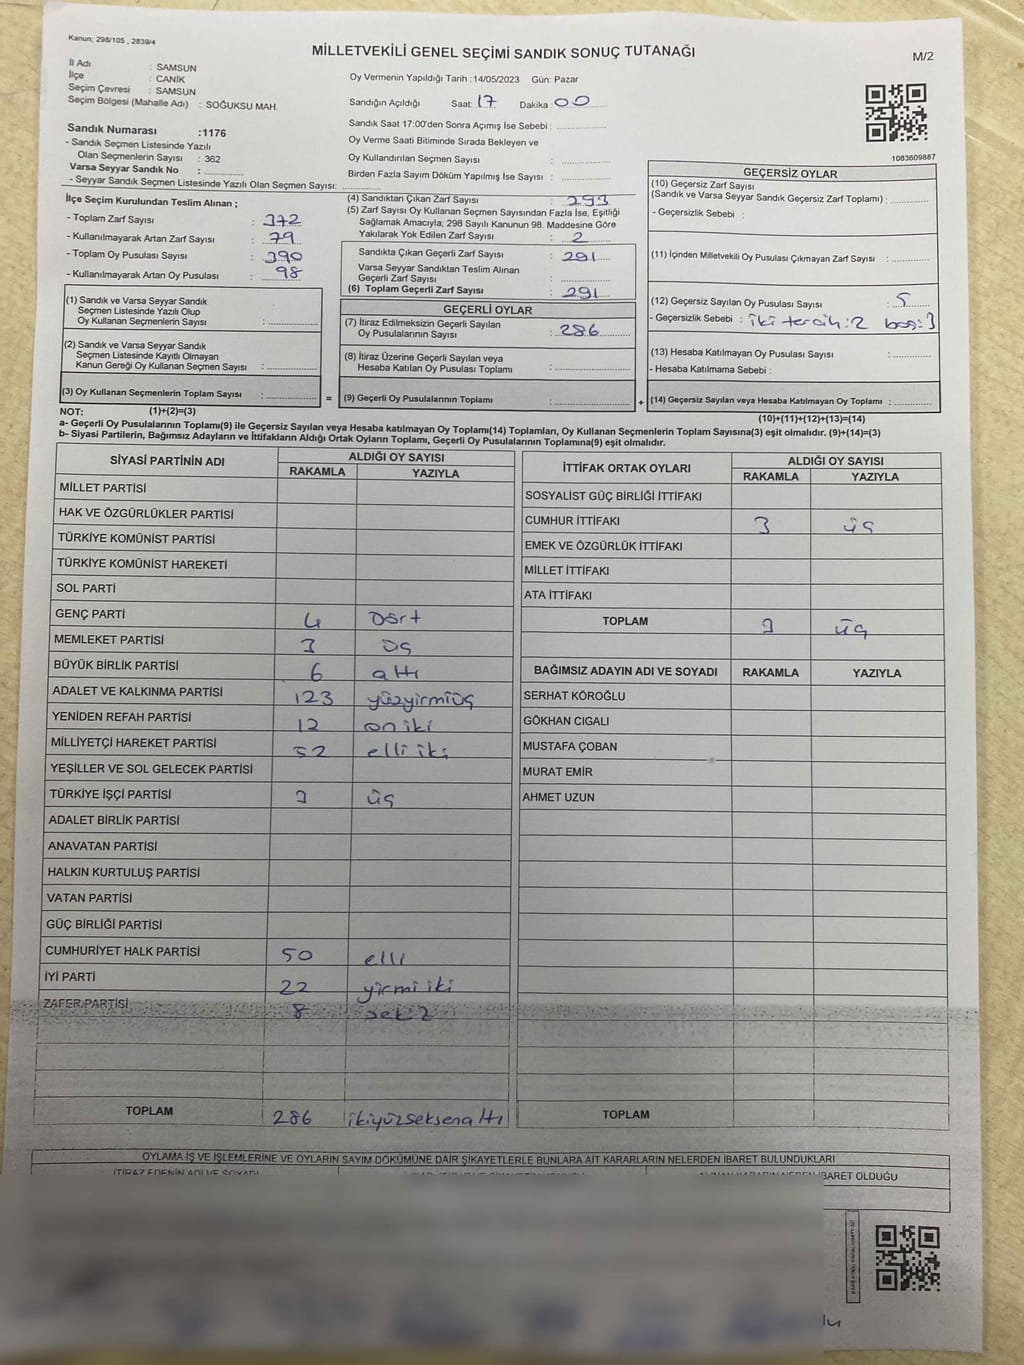 Kanun; 298/105 , 2839/4
MİLLETVEKİLİ GENEL SEÇİMİ SANDIK SONUÇ TUTANAĞI
M/2
İl Adı : SAMSUN
İlçe : CANİK
Seçim Çevresi : SAMSUN
Seçim Bölgesi (Mahalle Adı) : SOĞUKSU MAH.
Oy Vermenin Yapıldığı Tarih :14/05/2023 Gün: Pazar
Sandığın Açıldığı Saat: 17 Dakika: 00
Sandık Saat 17:00'den Sonra Açımış İse Sebebi :
Oy Verme Saati Bitiminde Sırada Bekleyen ve
Oy Kullandırılan Seçmen Sayısı :
Birden Fazla Sayım Döküm Yapılmış İse Sayısı :
1083609887
Sandık Numarası :1176
- Sandık Seçmen Listesinde Yazılı
Olan Seçmenlerin Sayısı : 362
Varsa Seyyar Sandık No :
- Seyyar Sandık Seçmen Listesinde Yazılı Olan Seçmen Sayısı:
İlçe Seçim Kurulundan Teslim Alınan ;
- Toplam Zarf Sayısı : 372
- Kullanılmayarak Artan Zarf Sayısı : 79
- Toplam Oy Pusulası Sayısı : 390
- Kullanılmayarak Artan Oy Pusulası : 98
(1) Sandık ve Varsa Seyyar Sandık
Seçmen Listesinde Yazılı Olup
Oy Kullanan Seçmenlerin Sayısı :
(2) Sandık ve Varsa Seyyar Sandık
Seçmen Listesinde Kayıtlı Olmayan
Kanun Gereği Oy Kullanan Seçmen Sayısı :
(3) Oy Kullanan Seçmenlerin Toplam Sayısı :
(4) Sandıktan Çıkan Zarf Sayısı : 293
(5) Zarf Sayısı Oy Kullanan Seçmen Sayısından Fazla İse, Eşitliği
Sağlamak Amacıyla; 298 Sayılı Kanunun 98. Maddesine Göre
Yakılarak Yok Edilen Zarf Sayısı : 2
Sandıkta Çıkan Geçerli Zarf Sayısı : 291
Varsa Seyyar Sandıktan Teslim Alınan
Geçerli Zarf Sayısı :
(6) Toplam Geçerli Zarf Sayısı : 291
GEÇERLİ OYLAR
(7) İtiraz Edilmeksizin Geçerli Sayılan
Oy Pusulalarının Sayısı : 286
(8) İtiraz Üzerine Geçerli Sayılan veya
Hesaba Katılan Oy Pusulası Toplamı :
=
(9) Geçerli Oy Pusulalarının Toplamı :
GEÇERSİZ OYLAR
(10) Geçersiz Zarf Sayısı
(Sandık ve Varsa Seyyar Sandık Geçersiz Zarf Toplamı) :
- Geçersizlik Sebebi :
(11) İçinden Milletvekili Oy Pusulası Çıkmayan Zarf Sayısı :
(12) Geçersiz Sayılan Oy Pusulası Sayısı : 5
- Geçersizlik Sebebi : iki tercih:2 boş:3
(13) Hesaba Katılmayan Oy Pusulası Sayısı :
- Hesaba Katılmama Sebebi :
+
(14) Geçersiz Sayılan veya Hesaba Katılmayan Oy Toplamı :
NOT: (1)+(2)=(3)
(10)+(11)+(12)+(13)=(14)
a- Geçerli Oy Pusulalarının Toplamı(9) ile Geçersiz Sayılan veya Hesaba katılmayan Oy Toplamı(14) Toplamları, Oy Kullanan Seçmenlerin Toplam Sayısına(3) eşit olmalıdır. (9)+(14)=(3)
b- Siyasi Partilerin, Bağımsız Adayların ve İttifakların Aldığı Ortak Oyların Toplamı, Geçerli Oy Pusulalarının Toplamına(9) eşit olmalıdır.
SİYASİ PARTİNİN ADI ALDIĞI OY SAYISI
RAKAMLA YAZIYLA
MİLLET PARTİSİ
HAK VE ÖZGÜRLÜKLER PARTİSİ
TÜRKİYE KOMÜNİST PARTİSİ
TÜRKİYE KOMÜNİST HAREKETİ
SOL PARTİ
GENÇ PARTİ 4 Dört
MEMLEKET PARTİSİ 3 üç
BÜYÜK BİRLİK PARTİSİ 6 altı
ADALET VE KALKINMA PARTİSİ 123 yüzyirmiüç
YENİDEN REFAH PARTİSİ 12 on iki
MİLLİYETÇİ HAREKET PARTİSİ 52 elli iki
YEŞİLLER VE SOL GELECEK PARTİSİ
TÜRKİYE İŞÇİ PARTİSİ 3 üç
ADALET BİRLİK PARTİSİ
ANAVATAN PARTİSİ
HALKIN KURTULUŞ PARTİSİ
VATAN PARTİSİ
GÜÇ BİRLİĞİ PARTİSİ
CUMHURİYET HALK PARTİSİ 50 elli
İYİ PARTİ 22 yirmi iki
ZAFER PARTİSİ 8 sekiz
TOPLAM 286 ikiyüzseksenaltı
İTTİFAK ORTAK OYLARI ALDIĞI OY SAYISI
RAKAMLA YAZIYLA
SOSYALİST GÜÇ BİRLİĞİ İTTİFAKI
CUMHUR İTTİFAKI 3 üç
EMEK VE ÖZGÜRLÜK İTTİFAKI
MİLLET İTTİFAKI
ATA İTTİFAKI
TOPLAM 3 üç
BAĞIMSIZ ADAYIN ADI VE SOYADI RAKAMLA YAZIYLA
SERHAT KÖROĞLU
GÖKHAN CIGALI
MUSTAFA ÇOBAN
MURAT EMİR
AHMET UZUN
TOPLAM
OYLAMA İŞ VE İŞLEMLERİNE VE OYLARIN SAYIM DÖKÜMÜNE DAİR ŞİKAYETLERLE BUNLARA AİT KARARLARIN NELERDEN İBARET BULUNDUKLARI
İTİRAZ EDENİN ADI VE SOYADI
ALINAN KARARIN NEDEN İBARET OLDUĞU